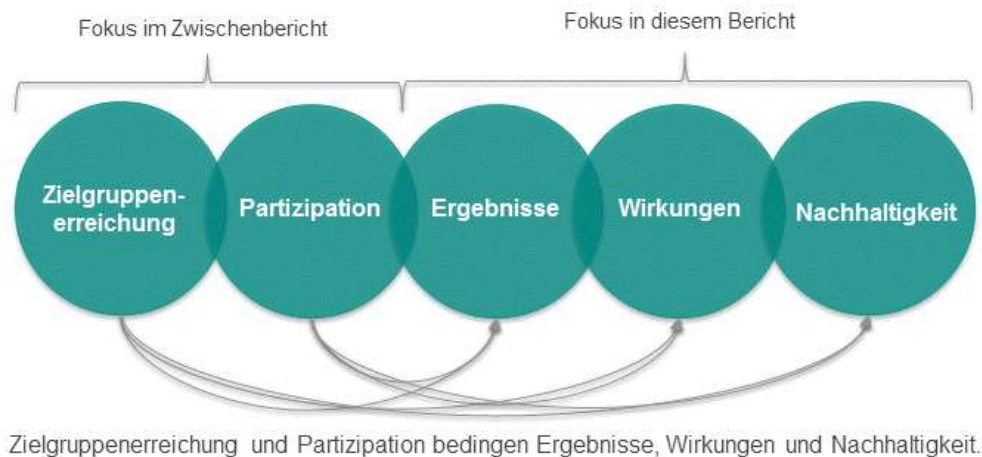 Fokus im Zwischenbericht
Fokus in diesem Bericht
Zielgruppen-
erreichung
Partizipation
Ergebnisse
Wirkungen
Nachhaltigkeit
Zielgruppenerreichung und Partizipation bedingen Ergebnisse, Wirkungen und Nachhaltigkeit.